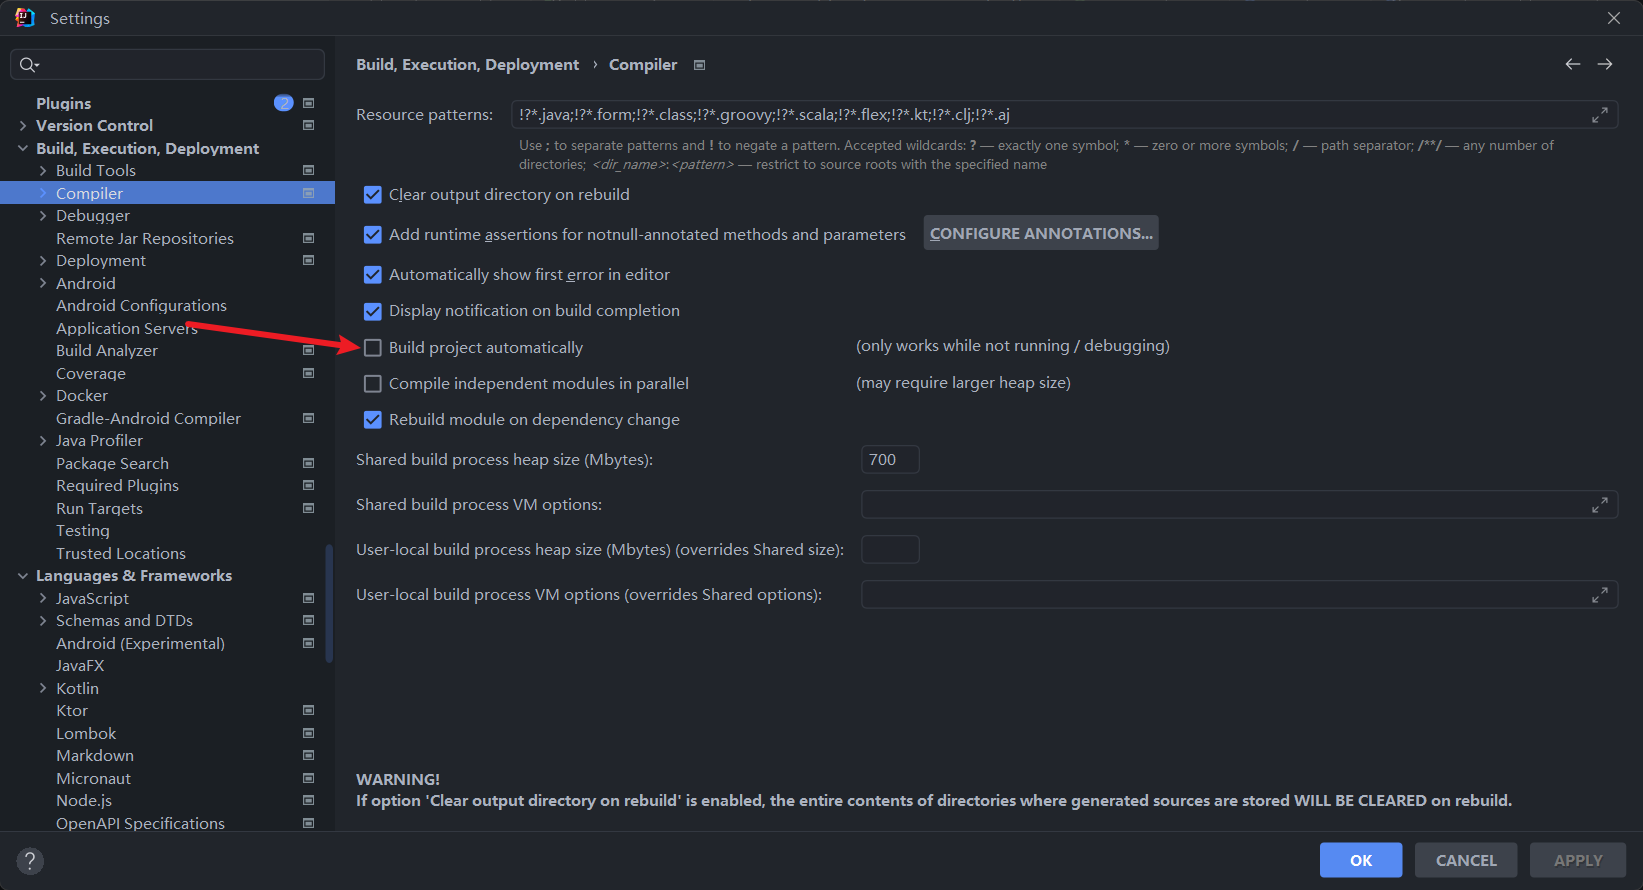 Settings
Plugins 2
Version Control
Build, Execution, Deployment
Build Tools
Compiler
Debugger
Remote Jar Repositories
Deployment
Android
Android Configurations
Application Servers
Build Analyzer
Coverage
Docker
Gradle-Android Compiler
Java Profiler
Package Search
Required Plugins
Run Targets
Testing
Trusted Locations
Languages & Frameworks
JavaScript
Schemas and DTDs
Android (Experimental)
JavaFX
Kotlin
Ktor
Lombok
Markdown
Micronaut
Node.js
OpenAPI Specifications
Build, Execution, Deployment › Compiler
Resource patterns: !?*.java;!?*.form;!?*.class;!?*.groovy;!?*.scala;!?*.flex;!?*.kt;!?*.clj;!?*.aj
Use ; to separate patterns and ! to negate a pattern. Accepted wildcards: ? — exactly one symbol; * — zero or more symbols; / — path separator; /**/ — any number of
directories; <dir_name>:<pattern> — restrict to source roots with the specified name
Clear output directory on rebuild
Add runtime assertions for notnull-annotated methods and parameters CONFIGURE ANNOTATIONS...
Automatically show first error in editor
Display notification on build completion
Build project automatically (only works while not running / debugging)
Compile independent modules in parallel (may require larger heap size)
Rebuild module on dependency change
Shared build process heap size (Mbytes): 700
Shared build process VM options:
User-local build process heap size (Mbytes) (overrides Shared size):
User-local build process VM options (overrides Shared options):
WARNING!
If option 'Clear output directory on rebuild' is enabled, the entire contents of directories where generated sources are stored WILL BE CLEARED on rebuild.
? OK CANCEL APPLY